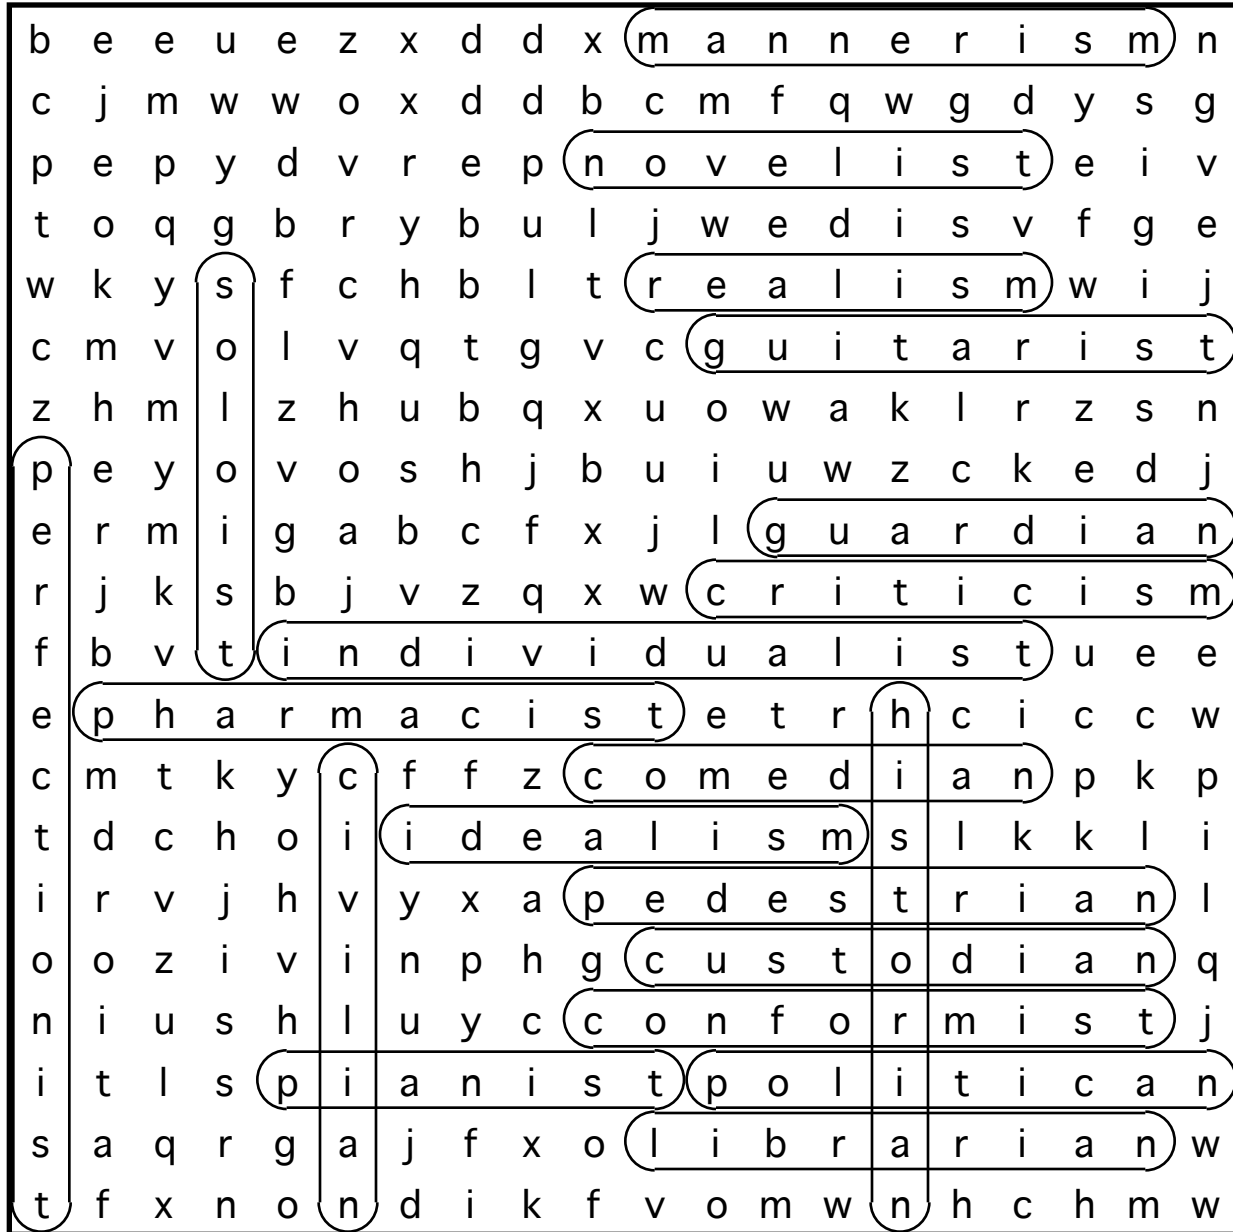 b e e u e z x d d x m a n n e r i s m n
c j m w w o x d d b c m f q w g d y s g
p e p y d v r e p n o v e l i s t e i v
t o q g b r y b u l j w e d i s v f g e
w k y s f c h b l t r e a l i s m w i j
c m v o l v q t g v c g u i t a r i s t
z h m l z h u b q x u o w a k l r z s n
p e y o v o s h j b u i u w z c k e d j
e r m i g a b c f x j l g u a r d i a n
r j k s b j v z q x w c r i t i c i s m
f b v t i n d i v i d u a l i s t u e e
e p h a r m a c i s t e t r h c i c c w
c m t k y c f f z c o m e d i a n p k p
t d c h o i i d e a l i s m s l k k l i
i r v j h v y x a p e d e s t r i a n l
o o z i v i n p h g c u s t o d i a n q
n i u s h l u y c c o n f o r m i s t j
i t l s p i a n i s t p o l i t i c a n
s a q r g a j f x o l i b r a r i a n w
t f x n o n d i k f v o m w n h c h m w